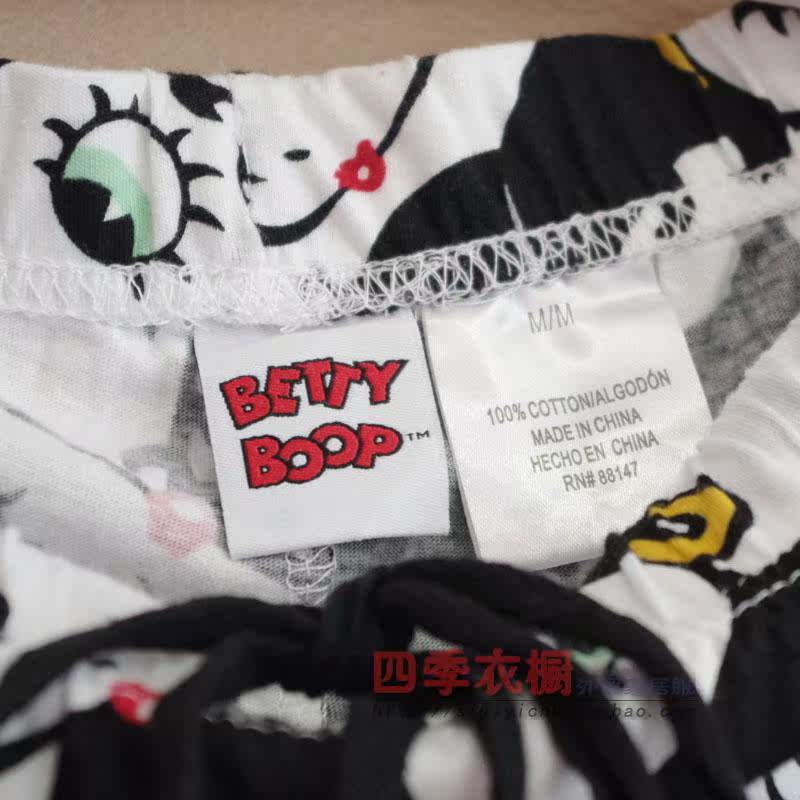 BETTY
BOOP™
M/M
100% COTTON/ALGODÓN
MADE IN CHINA
HECHO EN CHINA
RN# 88147
四季衣橱